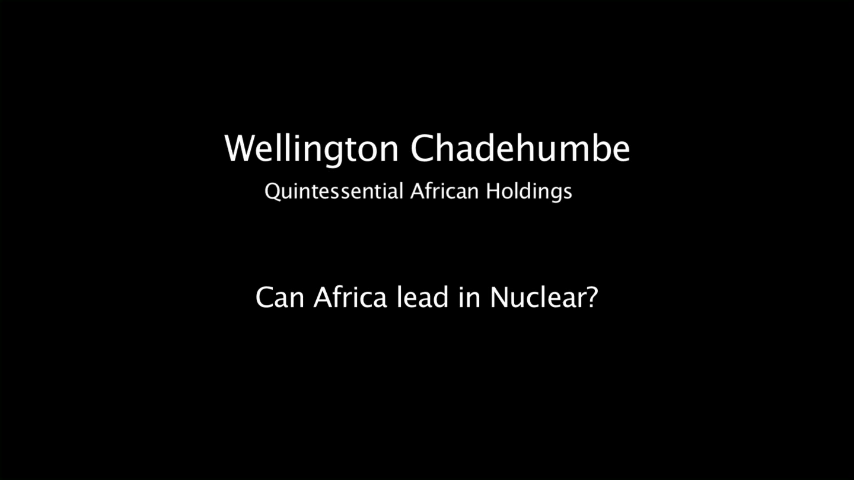 Wellington Chadehumbe
Quintessential African Holdings
Can Africa lead in Nuclear?